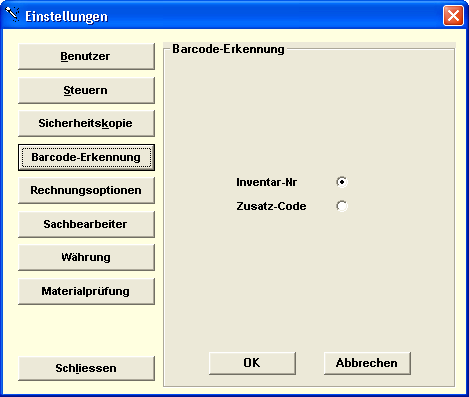 Einstellungen
Benutzer
Steuern
Sicherheitskopie
Barcode-Erkennung
Rechnungsoptionen
Sachbearbeiter
Währung
Materialprüfung
Schliessen
Barcode-Erkennung
Inventar-Nr
Zusatz-Code
OK
Abbrechen